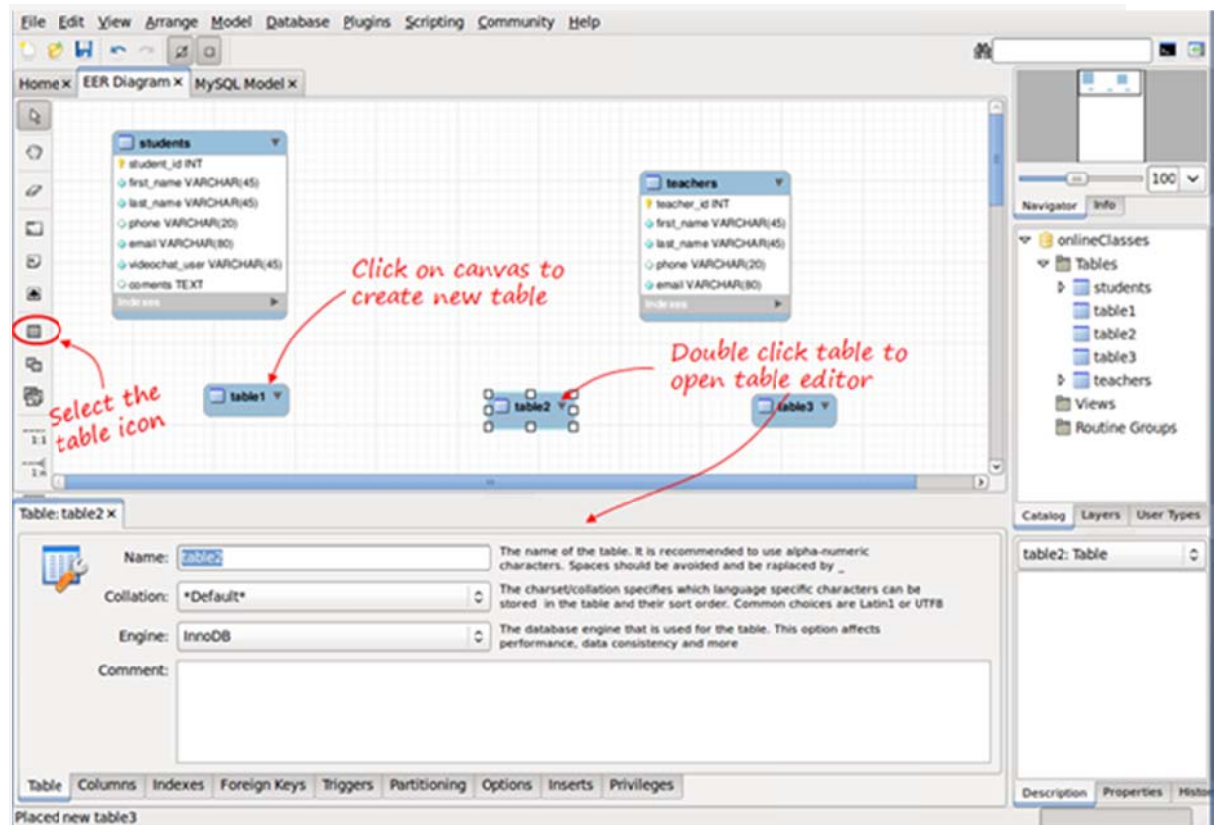 File Edit View Arrange Model Database Plugins Scripting Community Help
Home EER Diagram MySQL Model
students
student_id INT
first_name VARCHAR(45)
last_name VARCHAR(45)
phone VARCHAR(20)
email VARCHAR(80)
videochat_user VARCHAR(45)
coments TEXT
Indexes
teachers
teacher_id INT
first_name VARCHAR(45)
last_name VARCHAR(45)
phone VARCHAR(20)
email VARCHAR(80)
Indexes
Click on canvas to
create new table
Double click table to
open table editor
Select the
table icon
table1
table2
table3
1:1
100
Navigator Info
onlineClasses
Tables
students
table1
table2
table3
teachers
Views
Routine Groups
Catalog Layers User Types
Table: table2
Name: table2
The name of the table. It is recommended to use alpha-numeric
characters. Spaces should be avoided and be raplaced by _
Collation: *Default*
The charset/collation specifies which language specific characters can be
stored in the table and their sort order. Common choices are Latin1 or UTF8
Engine: InnoDB
The database engine that is used for the table. This option affects
performance, data consistency and more
Comment:
Table Columns Indexes Foreign Keys Triggers Partitioning Options Inserts Privileges
Placed new table3
table2: Table
Description Properties Histor